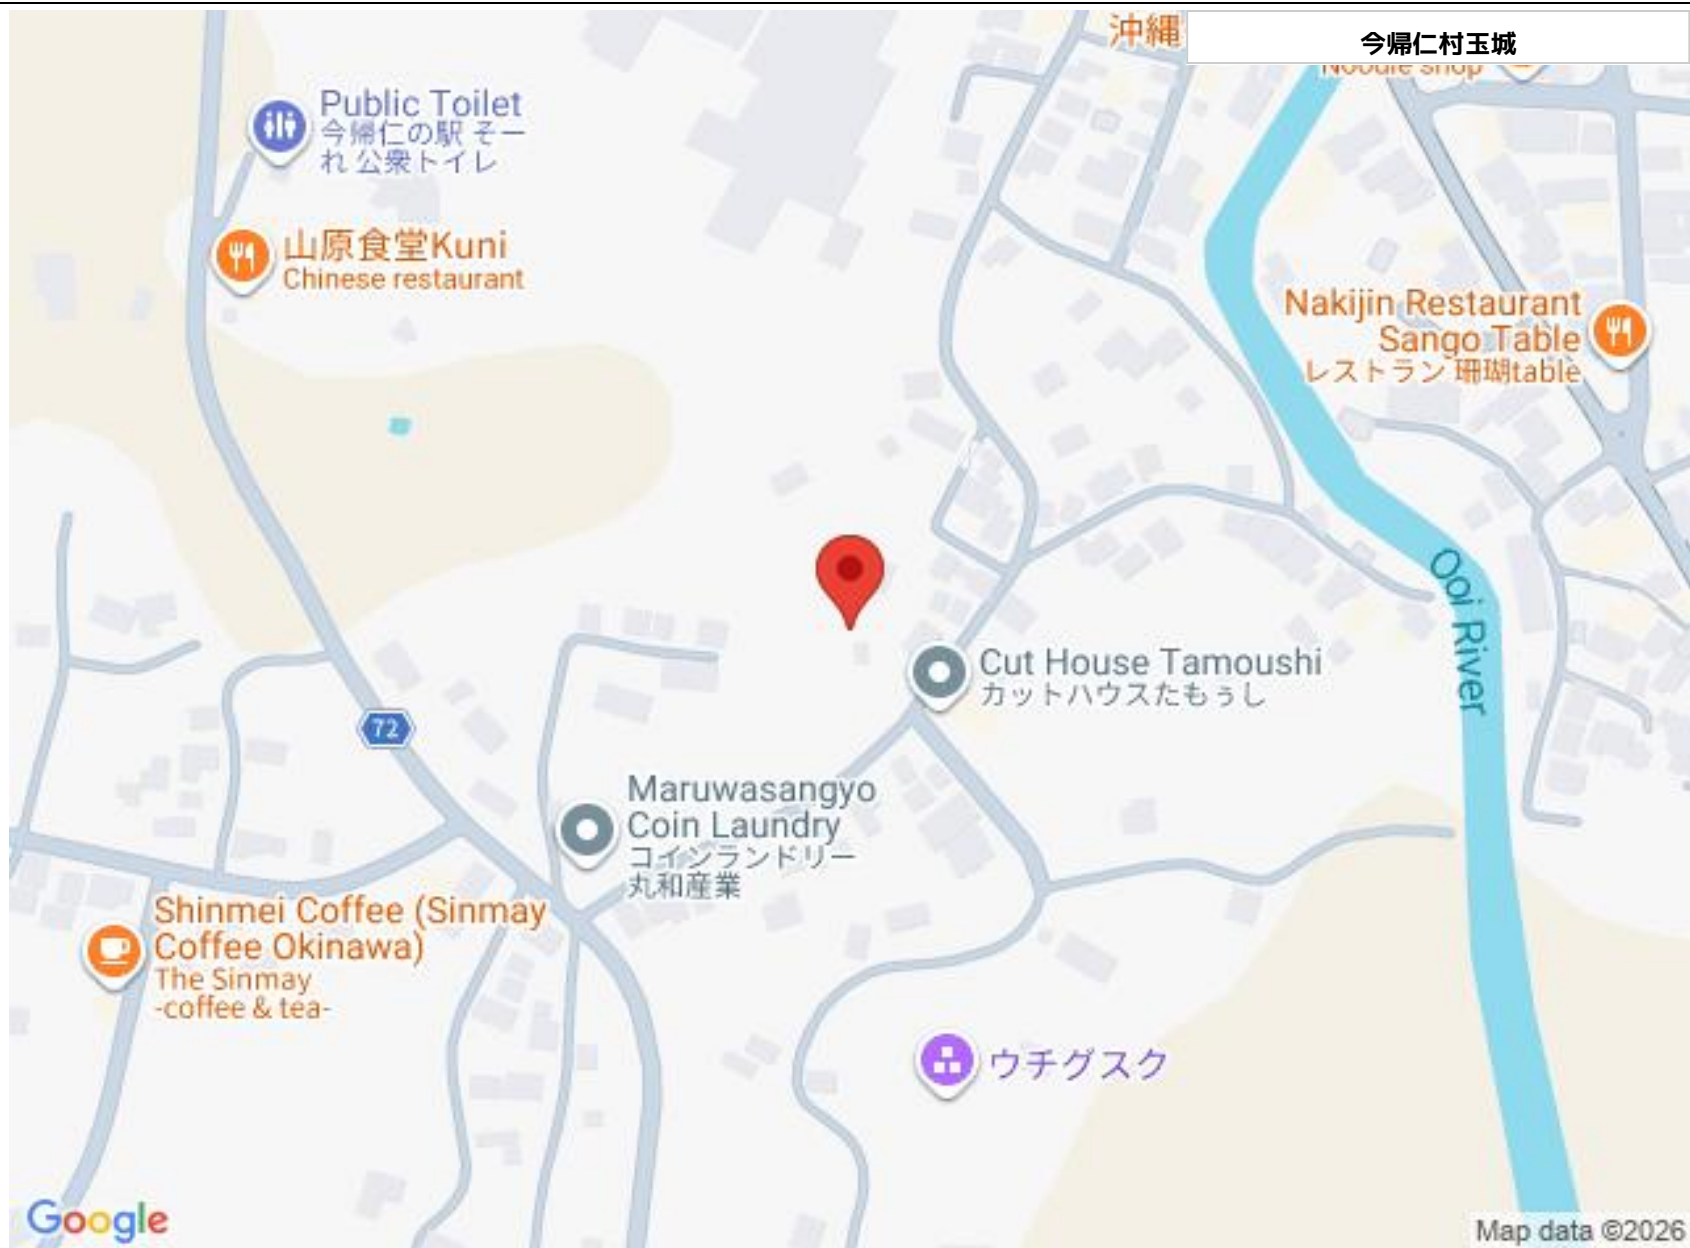 沖縄
今帰仁村玉城
Noodle shop
Public Toilet
今帰仁の駅 そー
れ 公衆トイレ
山原食堂Kuni
Chinese restaurant
Nakijin Restaurant
Sango Table
レストラン 珊瑚table
Ooi River
Cut House Tamoushi
カットハウスたもぅし
72
Maruwasangyo
Coin Laundry
コインランドリー
丸和産業
Shinmei Coffee (Sinmay
Coffee Okinawa)
The Sinmay
-coffee & tea-
ウチグスク
Google
Map data ©2026